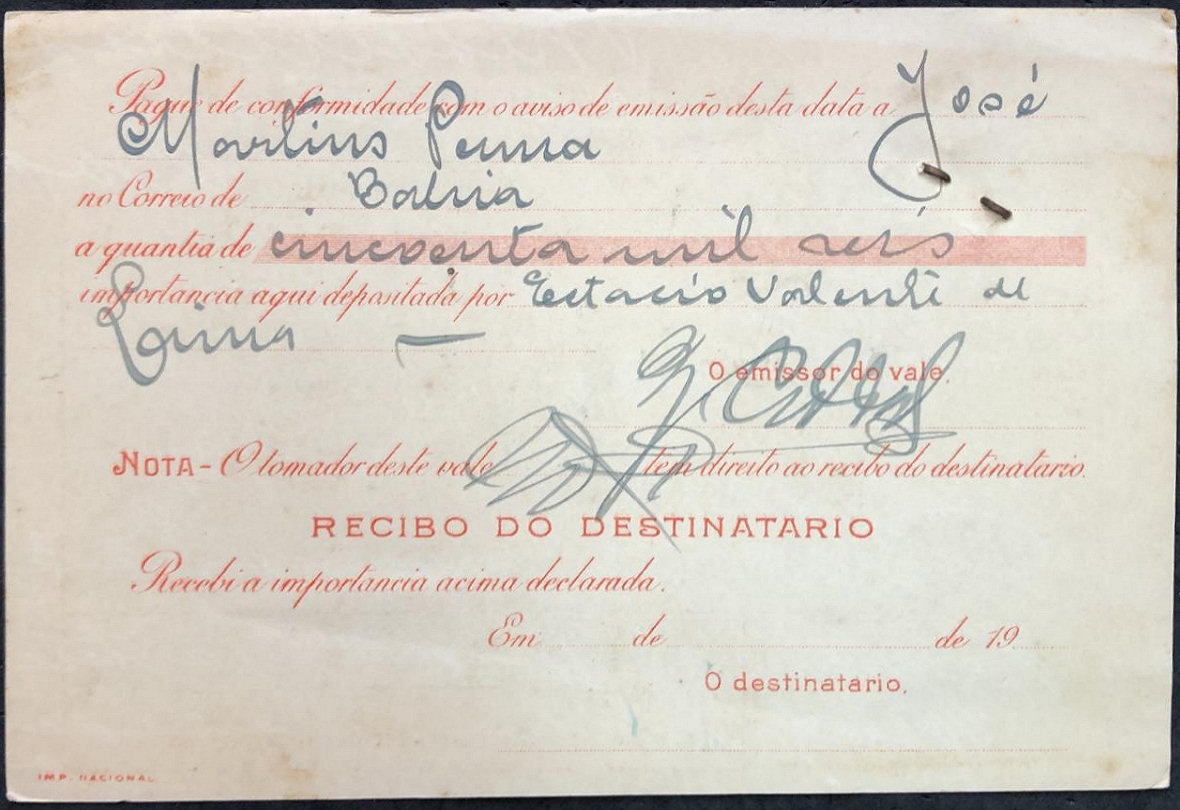 Pague de conformidade com o aviso de emissão desta data a José
Martins Penna
no Correio de Bahia
a quantia de cincoenta mil reis
importancia aqui depositada por Estacio Valente de
Lima —
O emissor do vale,
NOTA - O tomador deste vale tem direito ao recibo do destinatario.
RECIBO DO DESTINATARIO
Recebi a importancia acima declarada.
Em de de 19
O destinatario,
IMP. NACIONAL